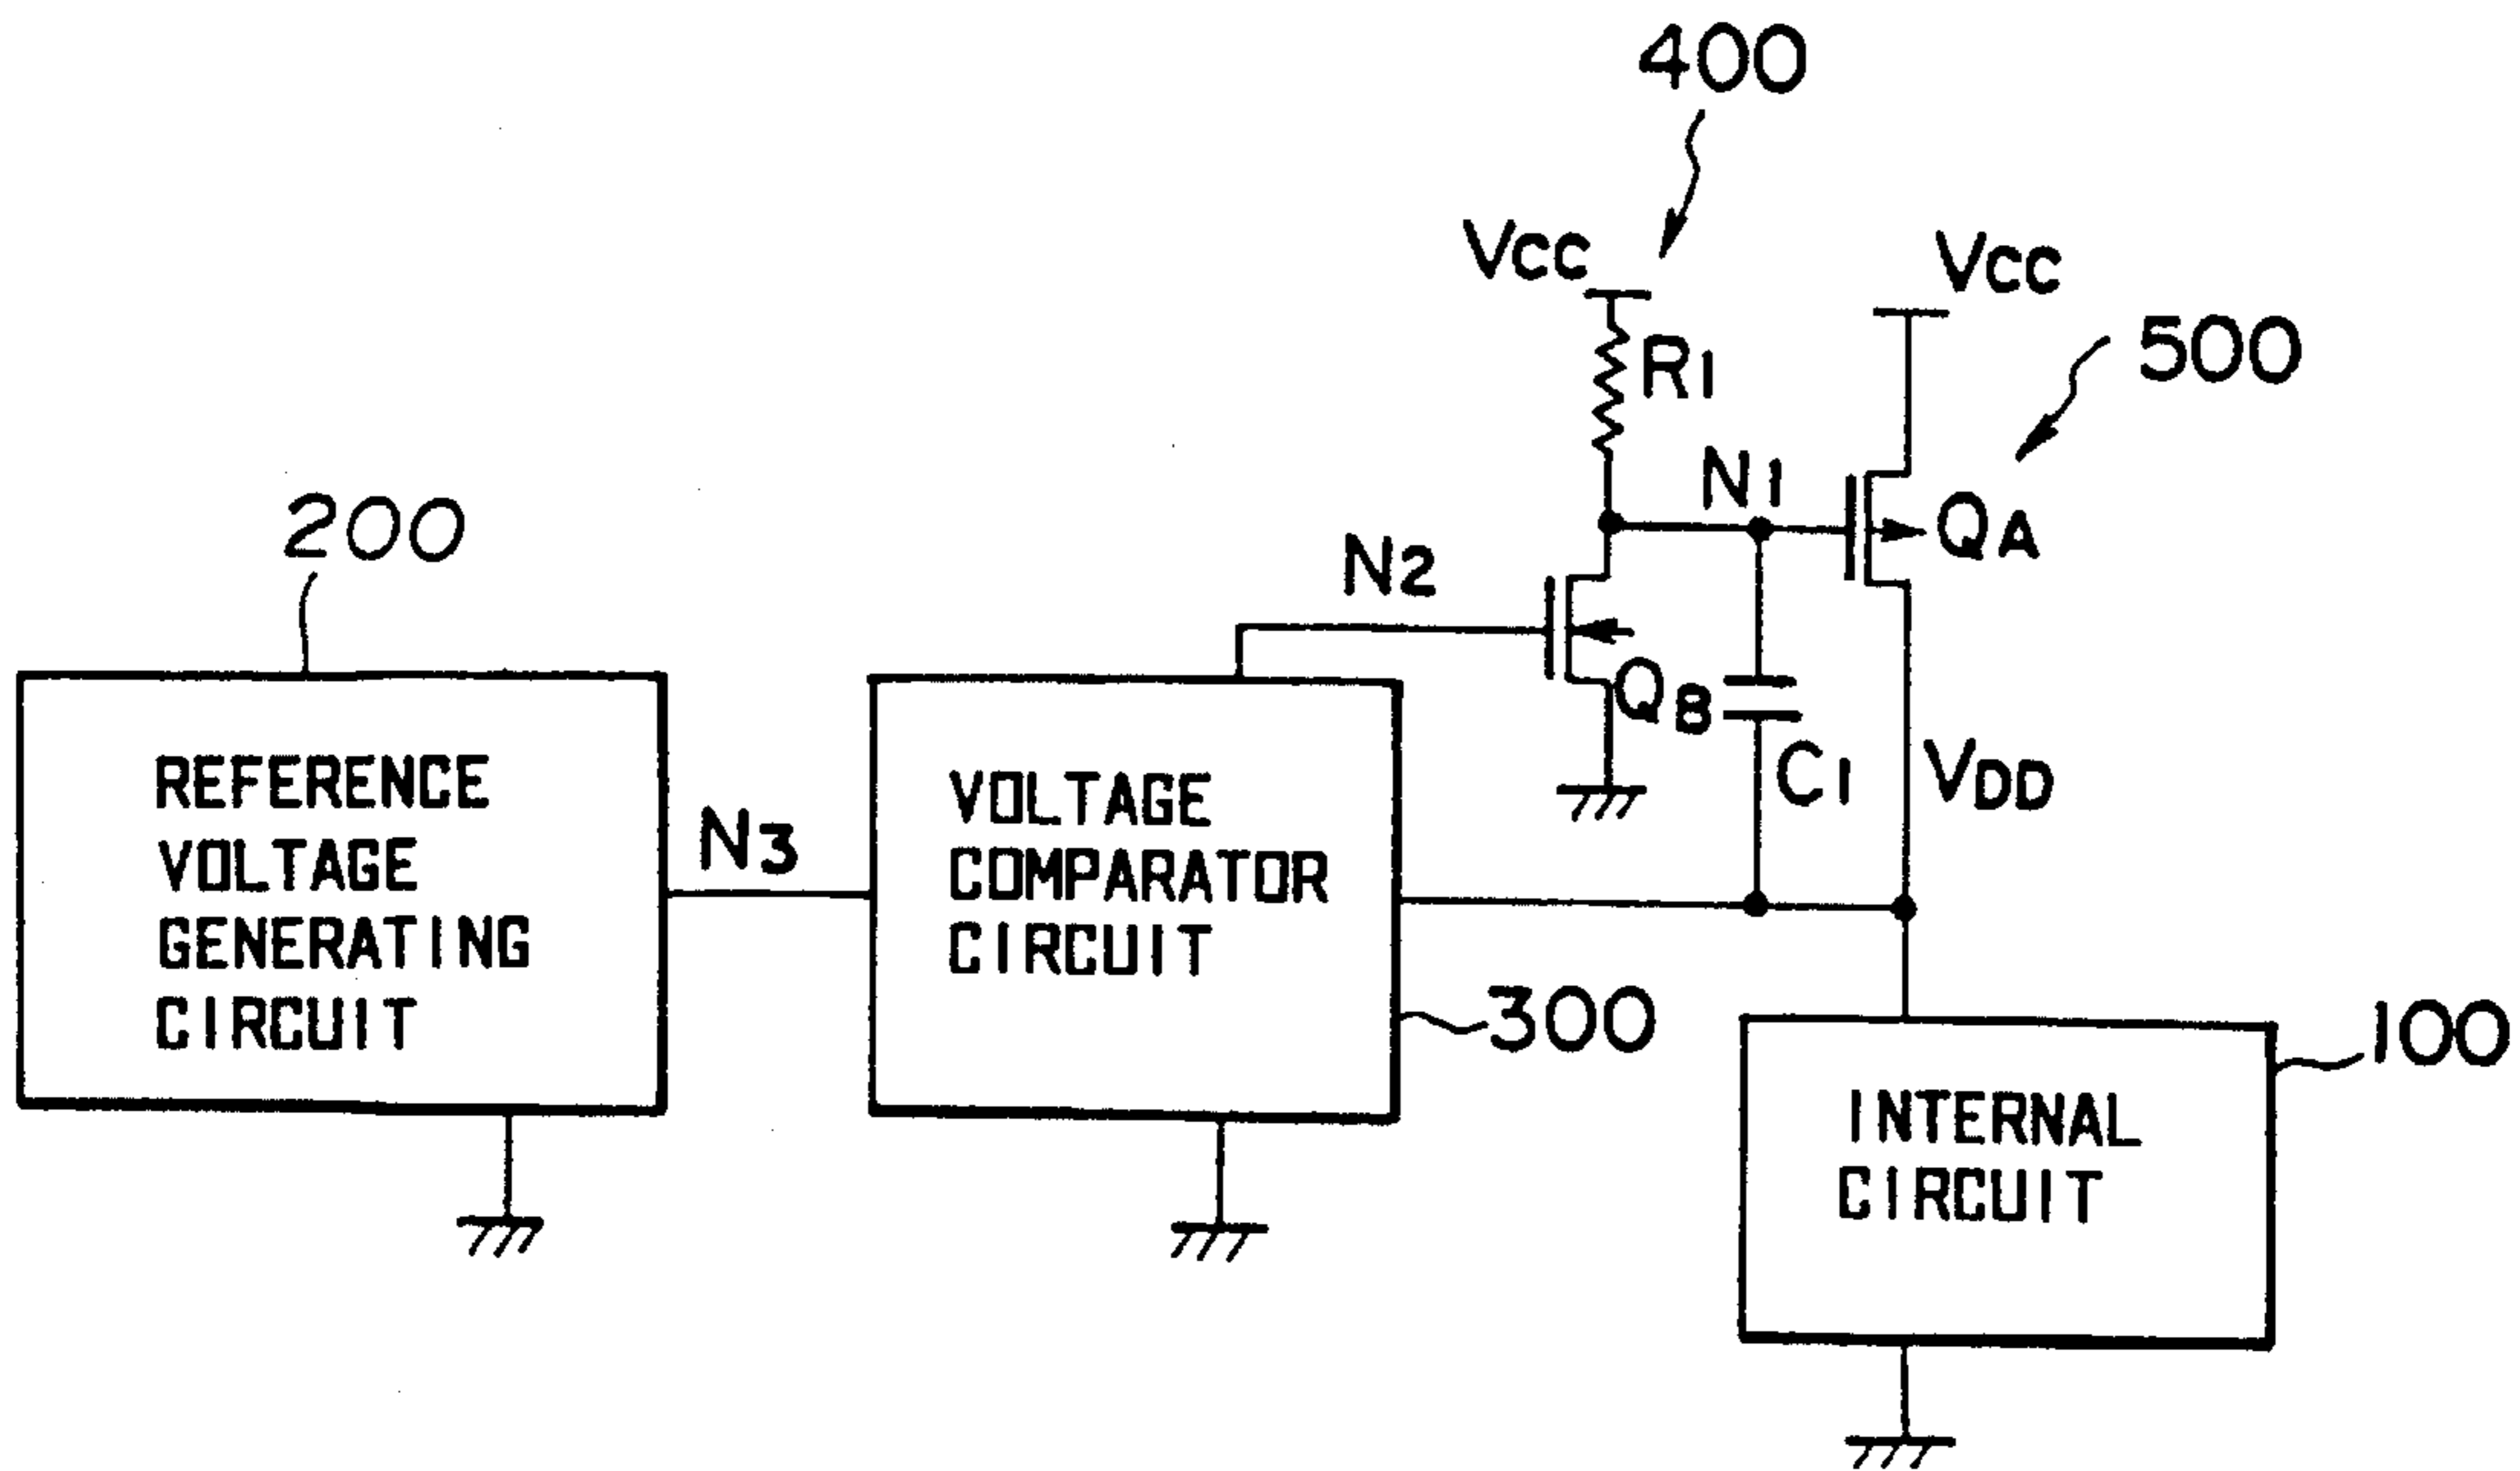 400
Vcc
Vcc
R1
500
N1
QA
200
N2
QB
C1
VDD
REFERENCE
VOLTAGE
GENERATING
CIRCUIT
N3
VOLTAGE
COMPARATOR
CIRCUIT
300
100
INTERNAL
CIRCUIT